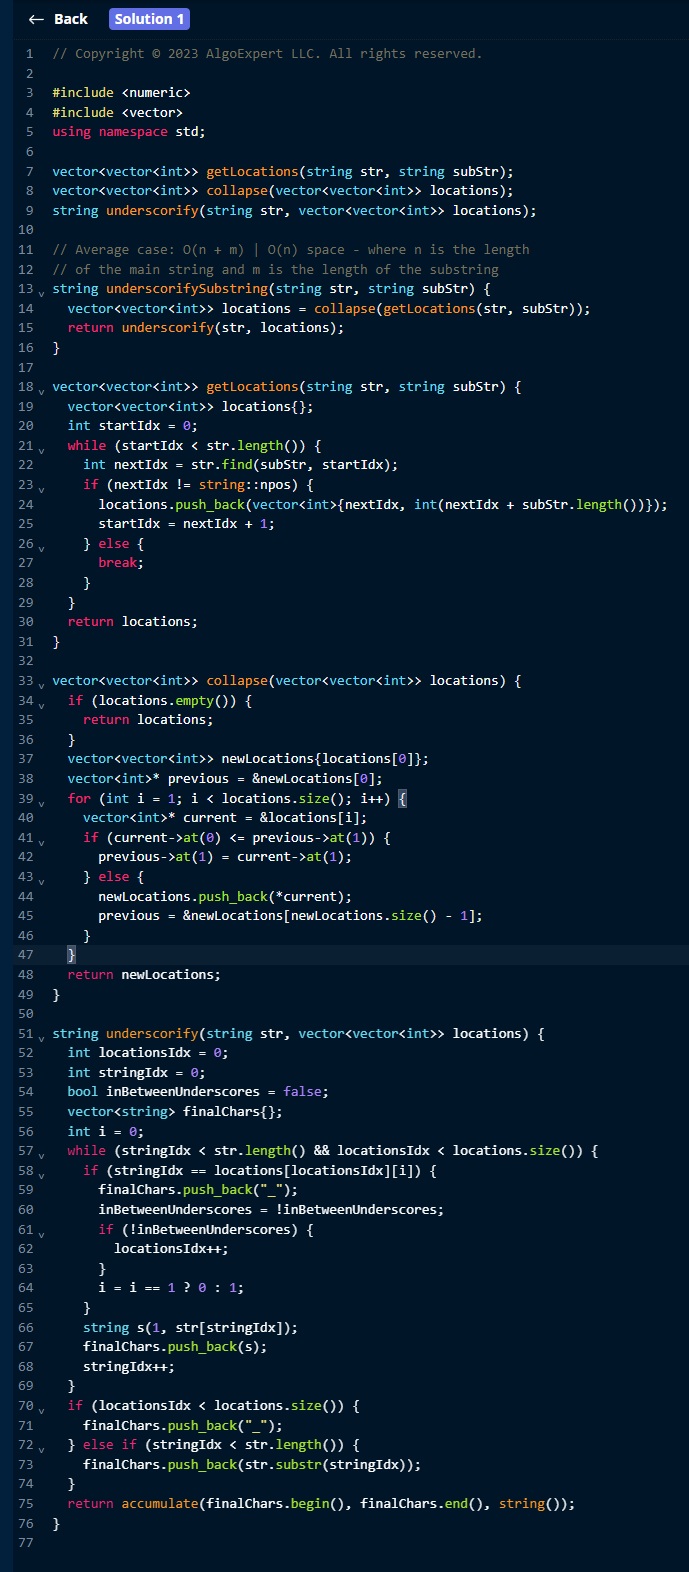 ← Back Solution 1
1 // Copyright © 2023 AlgoExpert LLC. All rights reserved.
2
3 #include <numeric>
4 #include <vector>
5 using namespace std;
6
7 vector<vector<int>> getLocations(string str, string subStr);
8 vector<vector<int>> collapse(vector<vector<int>> locations);
9 string underscorify(string str, vector<vector<int>> locations);
10
11 // Average case: O(n + m) | O(n) space - where n is the length
12 // of the main string and m is the length of the substring
13 string underscorifySubstring(string str, string subStr) {
14   vector<vector<int>> locations = collapse(getLocations(str, subStr));
15   return underscorify(str, locations);
16 }
17
18 vector<vector<int>> getLocations(string str, string subStr) {
19   vector<vector<int>> locations{};
20   int startIdx = 0;
21   while (startIdx < str.length()) {
22     int nextIdx = str.find(subStr, startIdx);
23     if (nextIdx != string::npos) {
24       locations.push_back(vector<int>{nextIdx, int(nextIdx + subStr.length())});
25       startIdx = nextIdx + 1;
26     } else {
27       break;
28     }
29   }
30   return locations;
31 }
32
33 vector<vector<int>> collapse(vector<vector<int>> locations) {
34   if (locations.empty()) {
35     return locations;
36   }
37   vector<vector<int>> newLocations{locations[0]};
38   vector<int>* previous = &newLocations[0];
39   for (int i = 1; i < locations.size(); i++) {
40     vector<int>* current = &locations[i];
41     if (current->at(0) <= previous->at(1)) {
42       previous->at(1) = current->at(1);
43     } else {
44       newLocations.push_back(*current);
45       previous = &newLocations[newLocations.size() - 1];
46     }
47   }
48   return newLocations;
49 }
50
51 string underscorify(string str, vector<vector<int>> locations) {
52   int locationsIdx = 0;
53   int stringIdx = 0;
54   bool inBetweenUnderscores = false;
55   vector<string> finalChars{};
56   int i = 0;
57   while (stringIdx < str.length() && locationsIdx < locations.size()) {
58     if (stringIdx == locations[locationsIdx][i]) {
59       finalChars.push_back("_");
60       inBetweenUnderscores = !inBetweenUnderscores;
61       if (!inBetweenUnderscores) {
62         locationsIdx++;
63       }
64       i = i == 1 ? 0 : 1;
65     }
66     string s(1, str[stringIdx]);
67     finalChars.push_back(s);
68     stringIdx++;
69   }
70   if (locationsIdx < locations.size()) {
71     finalChars.push_back("_");
72   } else if (stringIdx < str.length()) {
73     finalChars.push_back(str.substr(stringIdx));
74   }
75   return accumulate(finalChars.begin(), finalChars.end(), string());
76 }
77